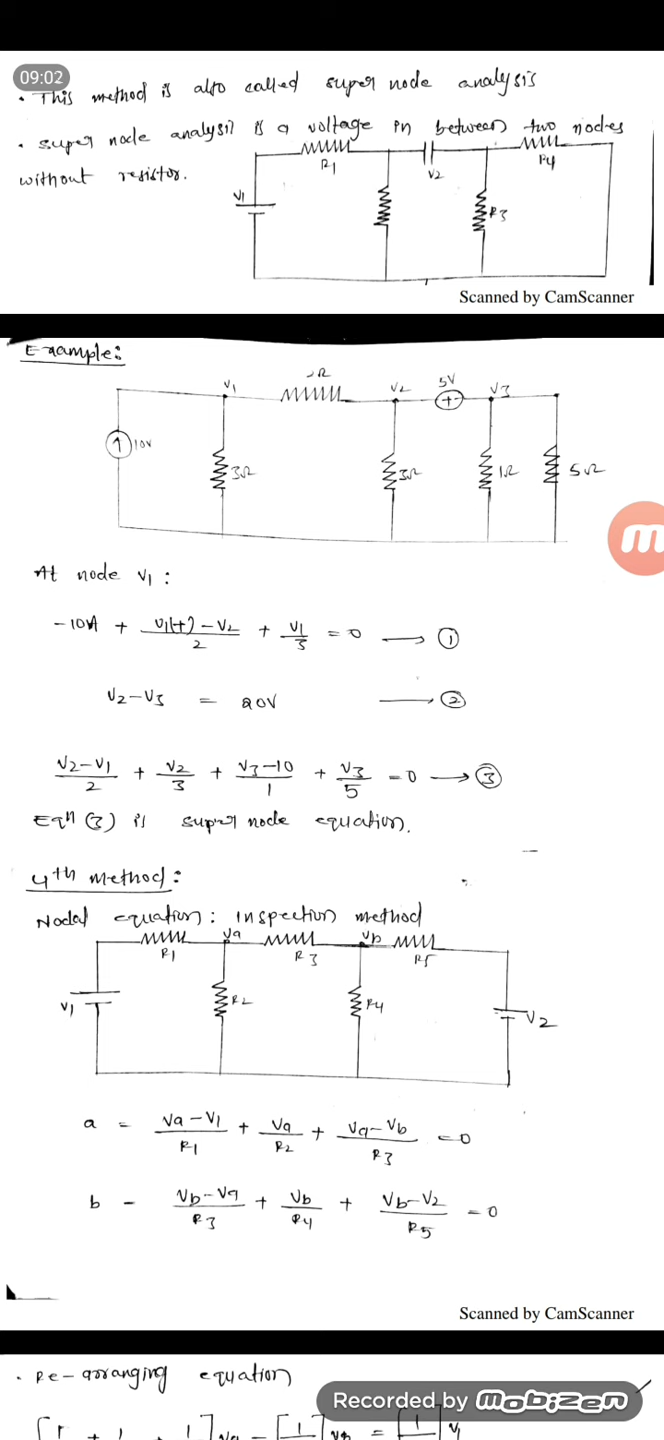 09:02
• This method is also called super node analysis
• super node analysis is a voltage in between two nodes
without resistor.
R1
V2
R4
V1
R3
Scanned by CamScanner
Example:
V1
2Ω
V2
5V
V3
10V
3Ω
3Ω
1Ω
5Ω
At node V1 :
-10A + V1(t) - V2 / 2 + V1 / 3 = 0 → ①
V2 - V3 = 20V → ②
V2 - V1 / 2 + V2 / 3 + V3 - 10 / 1 + V3 / 5 = 0 → ③
Eqn (3) is super node equation.
4th method :
Nodal equation : inspection method
R1
Va
R3
Vb
R5
V1
R2
R4
V2
a = Va - V1 / R1 + Va / R2 + Va - Vb / R3 = 0
b - Vb - Va / R3 + Vb / R4 + Vb - V2 / R5 = 0
Scanned by CamScanner
• Re-arranging equation
Recorded by MOBIZEN